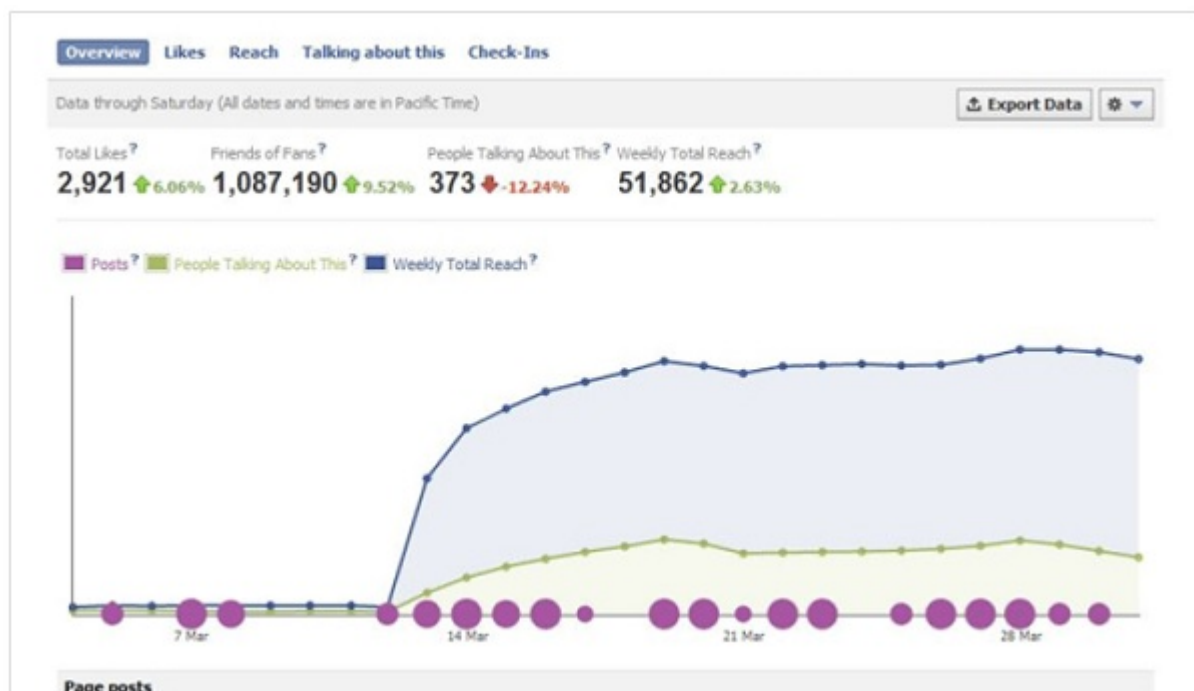 Overview Likes Reach Talking about this Check-Ins
Data through Saturday (All dates and times are in Pacific Time) Export Data
Total Likes? Friends of Fans? People Talking About This? Weekly Total Reach?
2,921 6.06% 1,087,190 9.52% 373 -12.24% 51,862 2.63%
Posts? People Talking About This? Weekly Total Reach?
7 Mar 14 Mar 21 Mar 28 Mar
Page posts